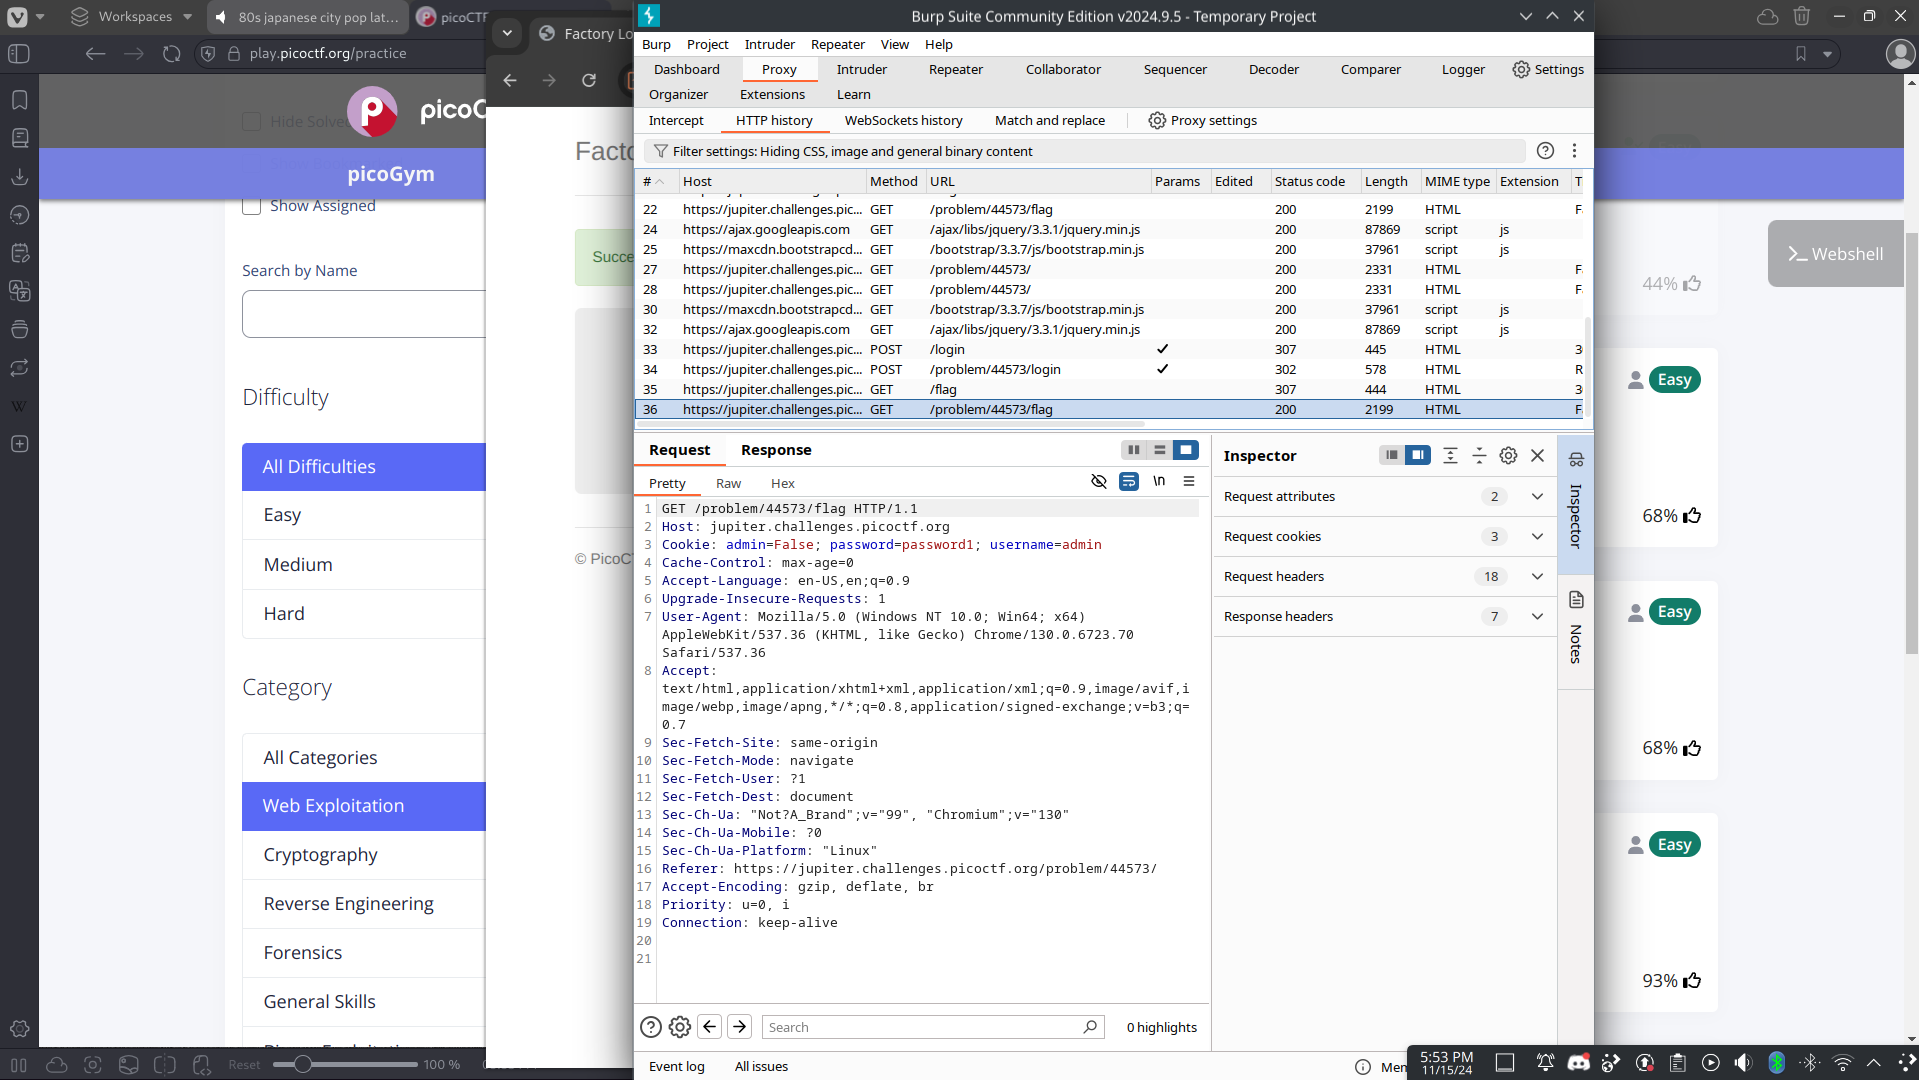 Workspaces
80s japanese city pop lat...
picoCTF
play.picoctf.org/practice
Hide Solved
picoGym
Show Assigned
Search by Name
Difficulty
All Difficulties
Easy
Medium
Hard
Category
All Categories
Web Exploitation
Cryptography
Reverse Engineering
Forensics
General Skills
Reset
100 %
Factory Lo
Facto
Succe
© PicoCT
Burp Suite Community Edition v2024.9.5 - Temporary Project
Burp Project Intruder Repeater View Help
Dashboard Proxy Intruder Repeater Collaborator Sequencer Decoder Comparer Logger Settings
Organizer Extensions Learn
Intercept HTTP history WebSockets history Match and replace Proxy settings
Filter settings: Hiding CSS, image and general binary content
# Host Method URL Params Edited Status code Length MIME type Extension T
22 https://jupiter.challenges.pic... GET /problem/44573/flag 200 2199 HTML F
24 https://ajax.googleapis.com GET /ajax/libs/jquery/3.3.1/jquery.min.js 200 87869 script js
25 https://maxcdn.bootstrapcd... GET /bootstrap/3.3.7/js/bootstrap.min.js 200 37961 script js
27 https://jupiter.challenges.pic... GET /problem/44573/ 200 2331 HTML F
28 https://jupiter.challenges.pic... GET /problem/44573/ 200 2331 HTML F
30 https://maxcdn.bootstrapcd... GET /bootstrap/3.3.7/js/bootstrap.min.js 200 37961 script js
32 https://ajax.googleapis.com GET /ajax/libs/jquery/3.3.1/jquery.min.js 200 87869 script js
33 https://jupiter.challenges.pic... POST /login ✓ 307 445 HTML 3
34 https://jupiter.challenges.pic... POST /problem/44573/login ✓ 302 578 HTML R
35 https://jupiter.challenges.pic... GET /flag 307 444 HTML 3
36 https://jupiter.challenges.pic... GET /problem/44573/flag 200 2199 HTML F
Request Response
Pretty Raw Hex \n
1 GET /problem/44573/flag HTTP/1.1
2 Host: jupiter.challenges.picoctf.org
3 Cookie: admin=False; password=password1; username=admin
4 Cache-Control: max-age=0
5 Accept-Language: en-US,en;q=0.9
6 Upgrade-Insecure-Requests: 1
7 User-Agent: Mozilla/5.0 (Windows NT 10.0; Win64; x64)
AppleWebKit/537.36 (KHTML, like Gecko) Chrome/130.0.6723.70
Safari/537.36
8 Accept:
text/html,application/xhtml+xml,application/xml;q=0.9,image/avif,i
mage/webp,image/apng,*/*;q=0.8,application/signed-exchange;v=b3;q=
0.7
9 Sec-Fetch-Site: same-origin
10 Sec-Fetch-Mode: navigate
11 Sec-Fetch-User: ?1
12 Sec-Fetch-Dest: document
13 Sec-Ch-Ua: "Not?A_Brand";v="99", "Chromium";v="130"
14 Sec-Ch-Ua-Mobile: ?0
15 Sec-Ch-Ua-Platform: "Linux"
16 Referer: https://jupiter.challenges.picoctf.org/problem/44573/
17 Accept-Encoding: gzip, deflate, br
18 Priority: u=0, i
19 Connection: keep-alive
20
21
Search
0 highlights
Event log All issues
Inspector
Request attributes 2
Request cookies 3
Request headers 18
Response headers 7
Inspector
Notes
Webshell
44%
Easy
68%
Easy
68%
Easy
93%
5:53 PM
11/15/24